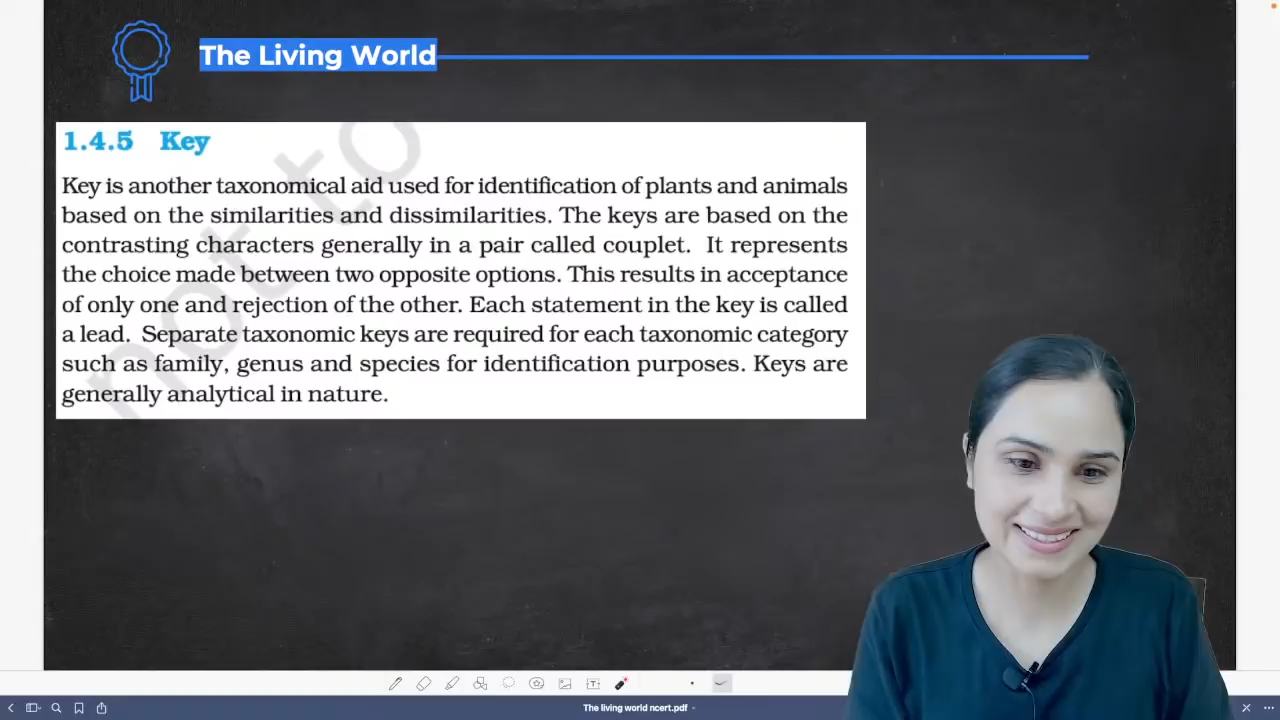 The Living World
1.4.5 Key
Key is another taxonomical aid used for identification of plants and animals
based on the similarities and dissimilarities. The keys are based on the
contrasting characters generally in a pair called couplet. It represents
the choice made between two opposite options. This results in acceptance
of only one and rejection of the other. Each statement in the key is called
a lead. Separate taxonomic keys are required for each taxonomic category
such as family, genus and species for identification purposes. Keys are
generally analytical in nature.
not to
The living world ncert.pdf